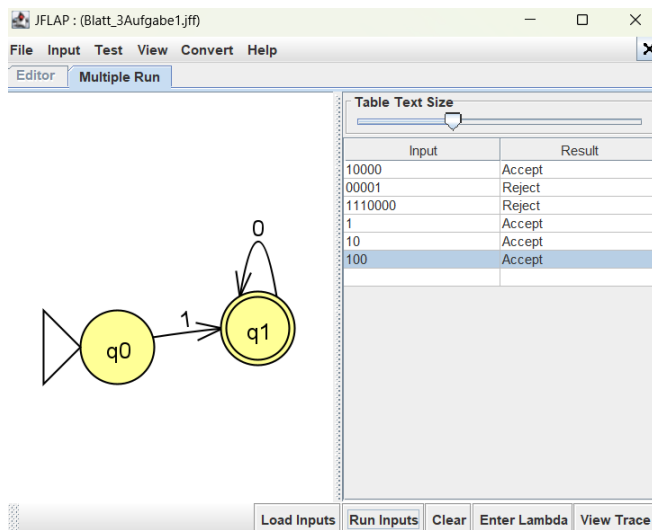 JFLAP : (Blatt_3Aufgabe1.jff)
File Input Test View Convert Help
Editor Multiple Run
Table Text Size
Input Result
10000 Accept
00001 Reject
1110000 Reject
1 Accept
10 Accept
100 Accept
0
1
q0
q1
Load Inputs Run Inputs Clear Enter Lambda View Trace